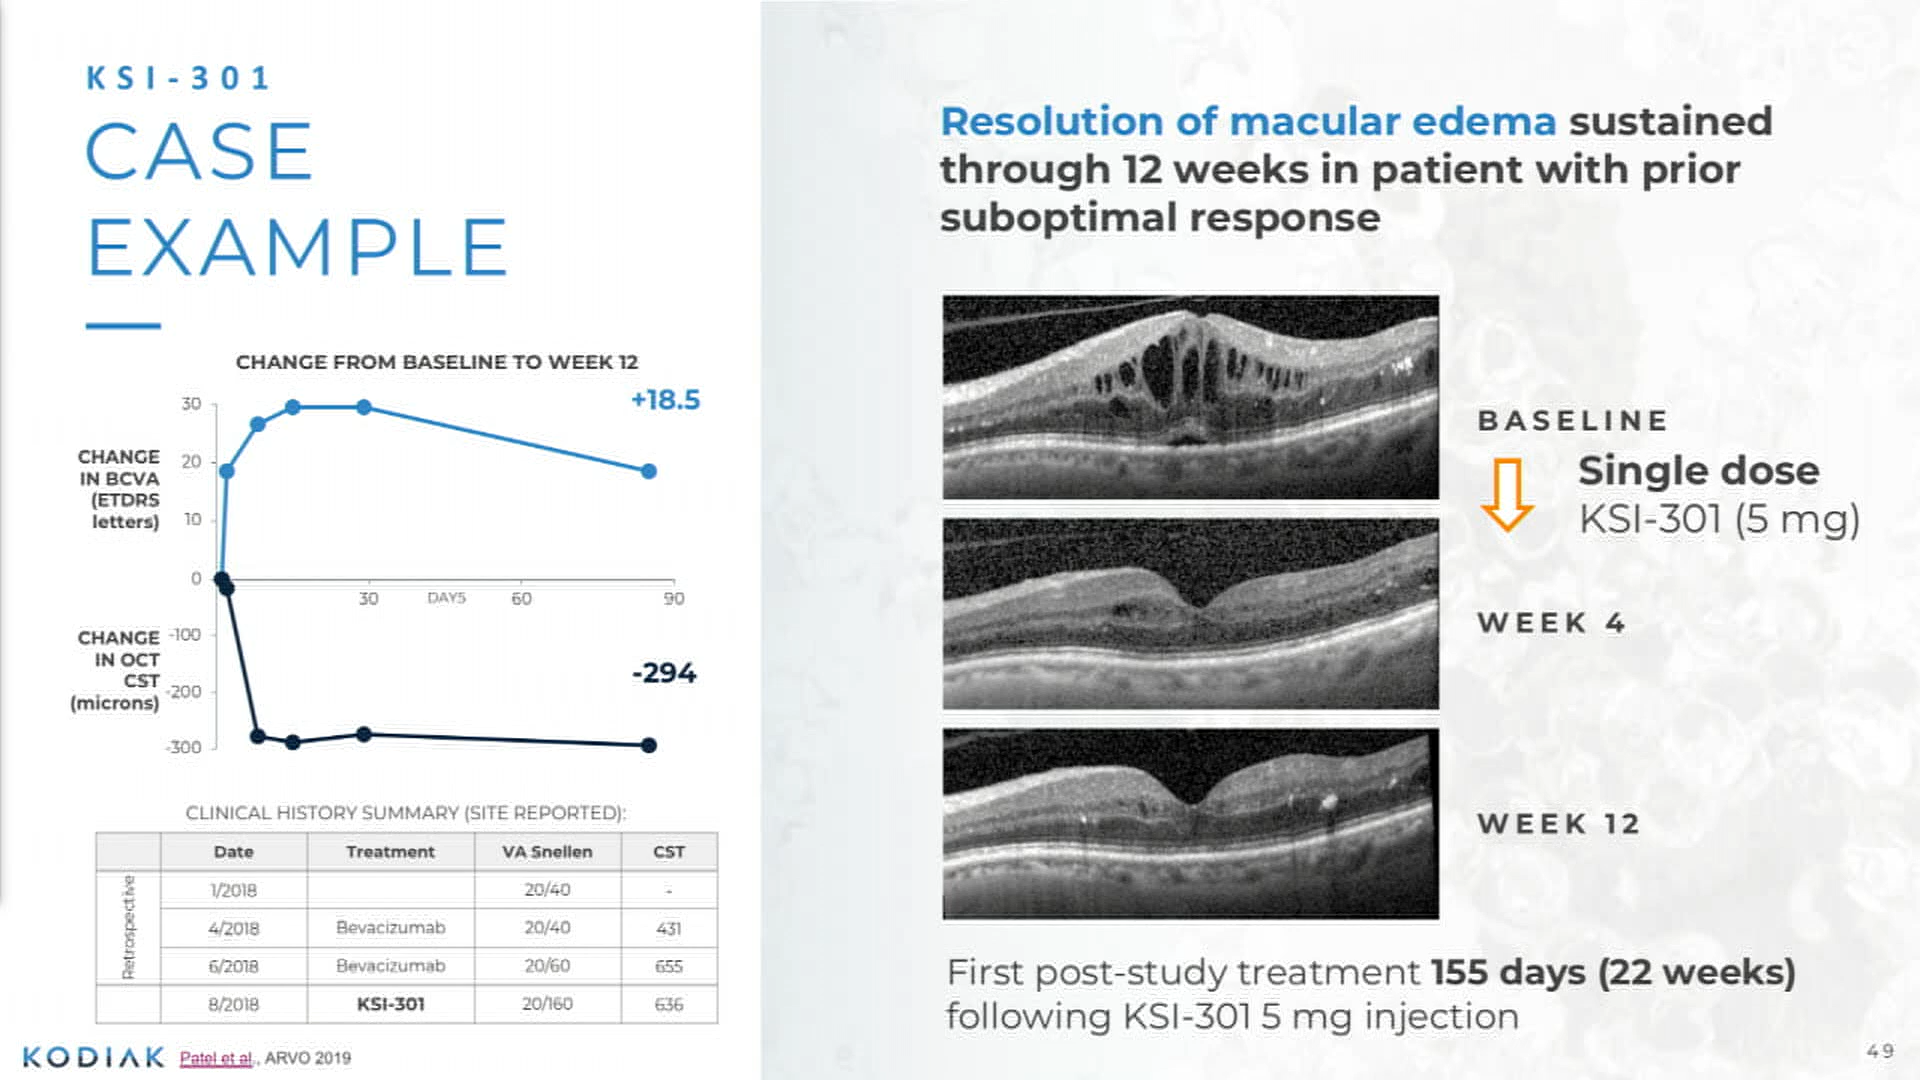 KSI-301
CASE
EXAMPLE
CHANGE FROM BASELINE TO WEEK 12
+18.5
30
20
10
0
CHANGE
IN BCVA
(ETDRS
letters)
30 DAYS 60 90
CHANGE
IN OCT
CST
(microns)
-100
-200
-300
-294
CLINICAL HISTORY SUMMARY (SITE REPORTED):
Date Treatment VA Snellen CST
Retrospective
1/2018 20/40 -
4/2018 Bevacizumab 20/40 431
6/2018 Bevacizumab 20/60 655
8/2018 KSI-301 20/160 636
KODIAK Patel et al., ARVO 2019
Resolution of macular edema sustained
through 12 weeks in patient with prior
suboptimal response
BASELINE
Single dose
KSI-301 (5 mg)
WEEK 4
WEEK 12
First post-study treatment 155 days (22 weeks)
following KSI-301 5 mg injection
49